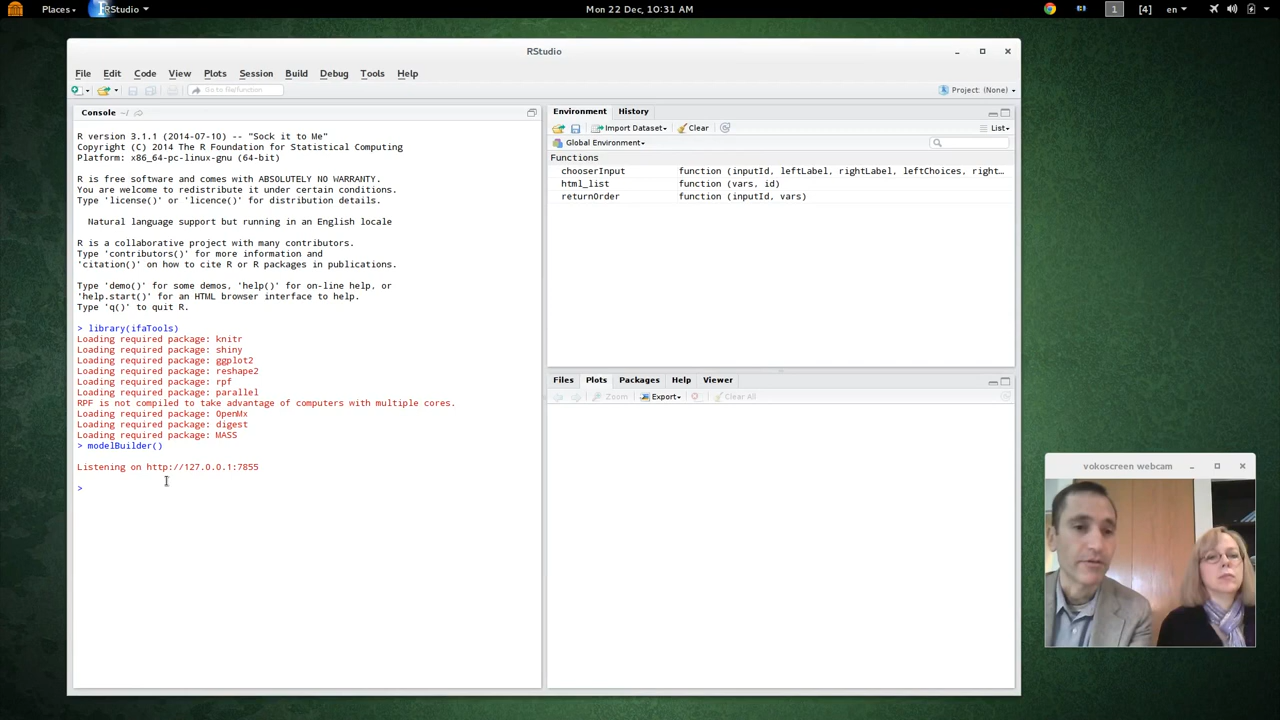 Places
RStudio
Mon 22 Dec, 10:31 AM
1
[4]
en
RStudio
File Edit Code View Plots Session Build Debug Tools Help
Go to file/function
Project: (None)
Console ~/
R version 3.1.1 (2014-07-10) -- "Sock it to Me"
Copyright (C) 2014 The R Foundation for Statistical Computing
Platform: x86_64-pc-linux-gnu (64-bit)
R is free software and comes with ABSOLUTELY NO WARRANTY.
You are welcome to redistribute it under certain conditions.
Type 'license()' or 'licence()' for distribution details.
Natural language support but running in an English locale
R is a collaborative project with many contributors.
Type 'contributors()' for more information and
'citation()' on how to cite R or R packages in publications.
Type 'demo()' for some demos, 'help()' for on-line help, or
'help.start()' for an HTML browser interface to help.
Type 'q()' to quit R.
> library(ifaTools)
Loading required package: knitr
Loading required package: shiny
Loading required package: ggplot2
Loading required package: reshape2
Loading required package: rpf
Loading required package: parallel
RPF is not compiled to take advantage of computers with multiple cores.
Loading required package: OpenMx
Loading required package: digest
Loading required package: MASS
> modelBuilder()
Listening on http://127.0.0.1:7855
>
Environment History
Import Dataset Clear List
Global Environment
Functions
chooserInput function (inputId, leftLabel, rightLabel, leftChoices, right…
html_list function (vars, id)
returnOrder function (inputId, vars)
Files Plots Packages Help Viewer
Zoom Export Clear All
vokoscreen webcam